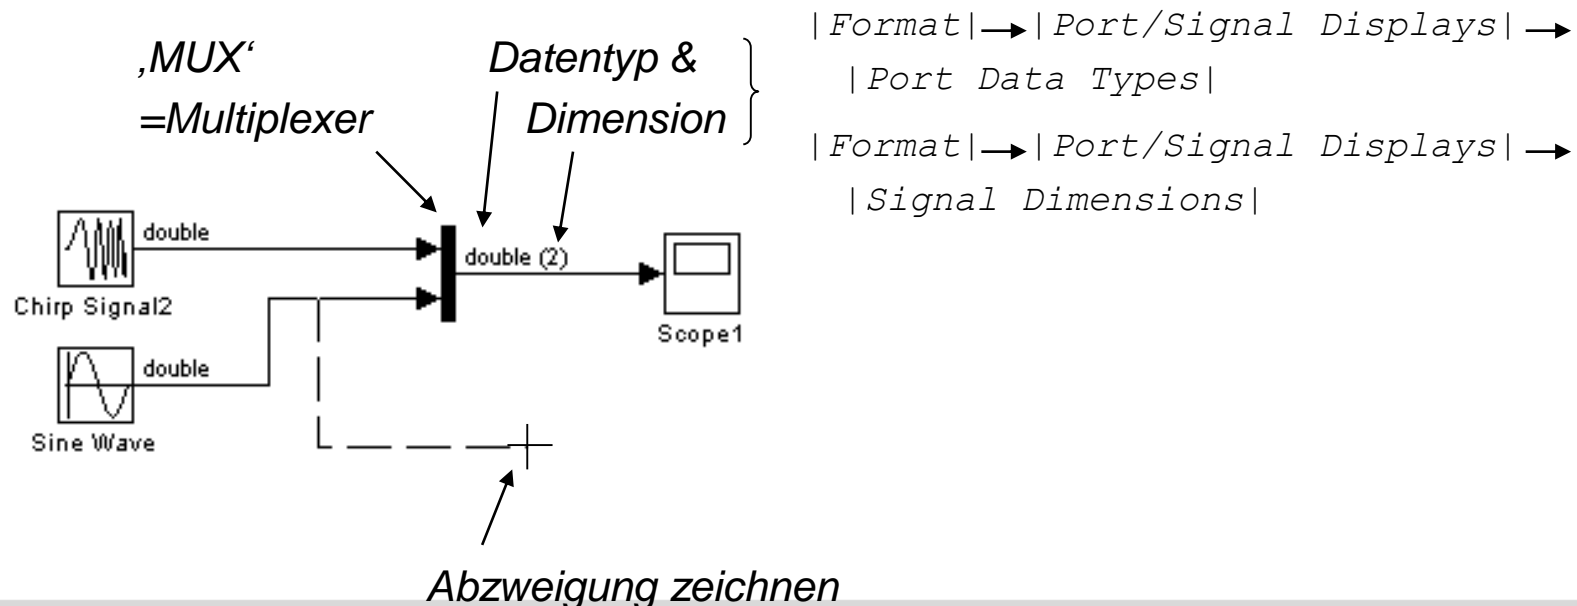 ‚MUX‘
=Multiplexer
Datentyp &
Dimension
|Format|→|Port/Signal Displays|→
|Port Data Types|
|Format|→|Port/Signal Displays|→
|Signal Dimensions|
double
Chirp Signal2
double (2)
Scope1
double
Sine Wave
Abzweigung zeichnen